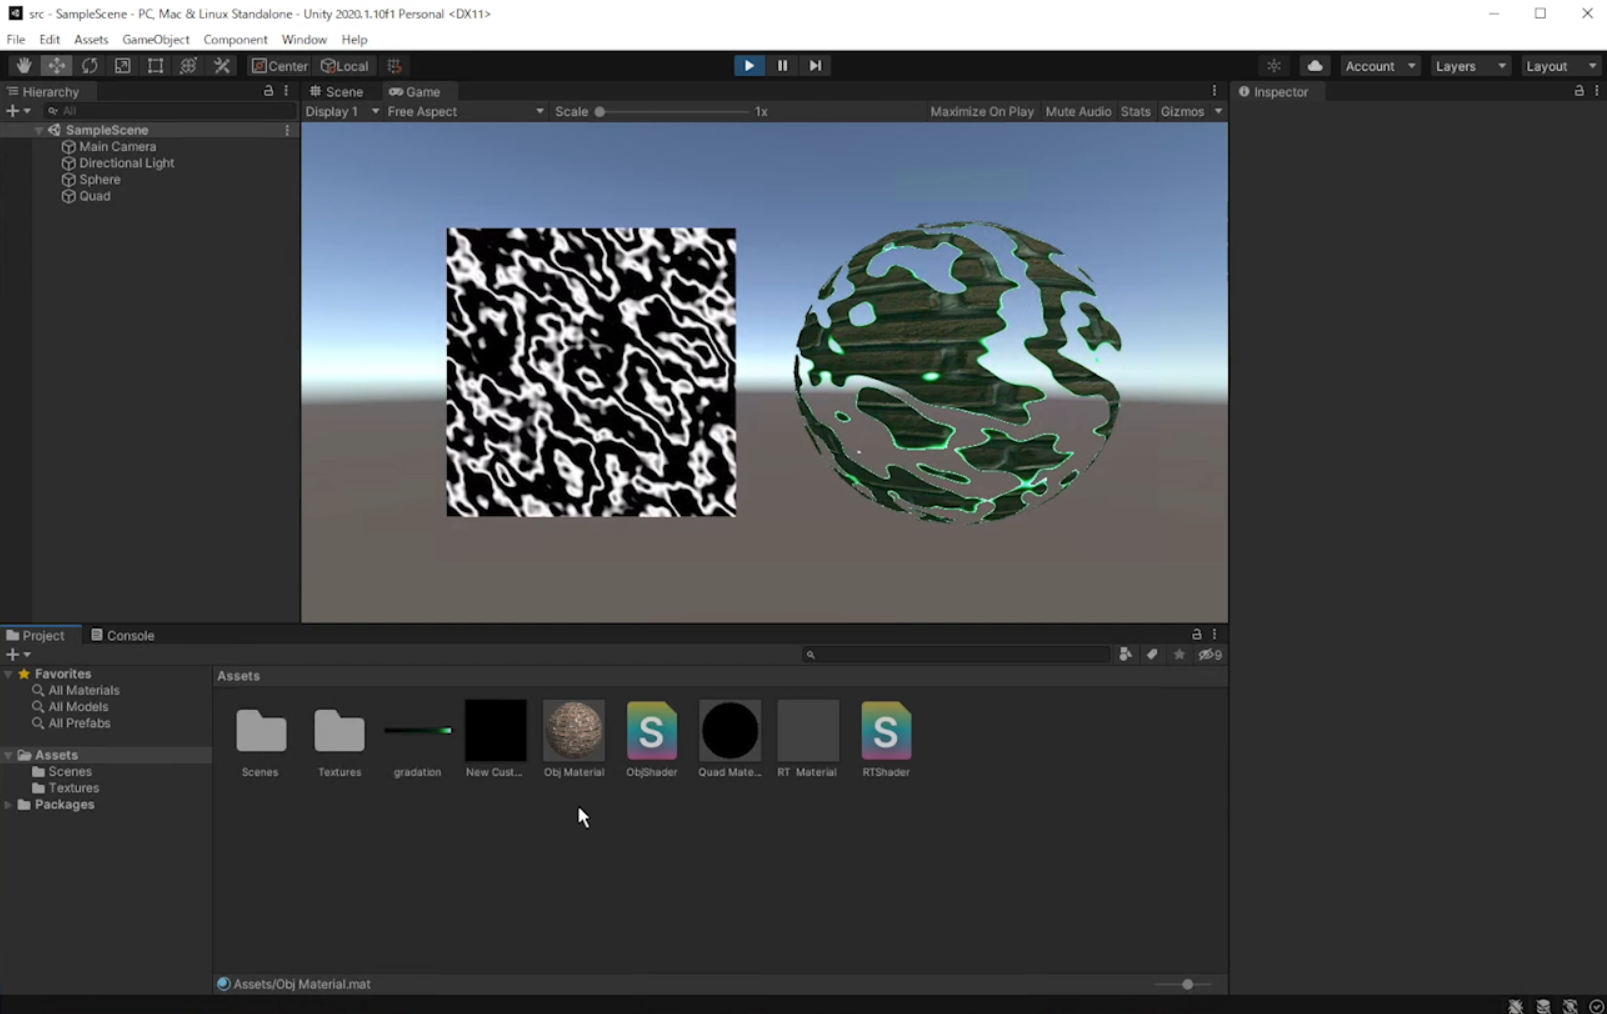 src - SampleScene - PC, Mac & Linux Standalone - Unity 2020.1.10f1 Personal <DX11>
File Edit Assets GameObject Component Window Help
Center Local Account Layers Layout
Hierarchy Scene Game Inspector
All Display 1 Free Aspect Scale 1x Maximize On Play Mute Audio Stats Gizmos
SampleScene
Main Camera
Directional Light
Sphere
Quad
Project Console
9
Favorites
All Materials
All Models
All Prefabs
Assets
Scenes
Textures
Packages
Assets
Scenes Textures gradation New Cust... Obj Material ObjShader Quad Mate... RT Material RTShader
Assets/Obj Material.mat